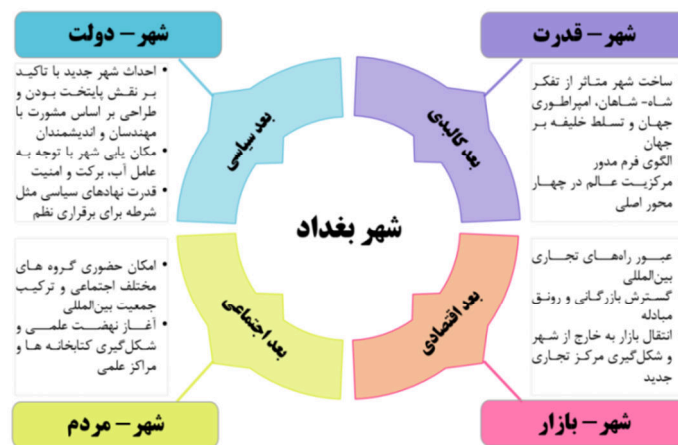 شهر – قدرت
ساخت شهر متاثر از تفکر
شاه- شاهان، امپراطوری
جهان و تسلط خلیفه بر
جهان
الگوی فرم مدور
مرکزیت عالم در چهار
محور اصلی
بعد کالبدی
شهر – دولت
• احداث شهر جدید با تاکید
بر نقش پایتخت بودن و
طراحی بر اساس مشورت با
مهندسان و اندیشمندان
• مکان یابی شهر با توجه به
عامل آب، برکت و امنیت
• قدرت نهادهای سیاسی مثل
شرطه برای برقراری نظم
بعد سیاسی
شهر بغداد
عبور راه‌های تجاری
بین‌المللی
گسترش بازرگانی و رونق
مبادله
انتقال بازار به خارج از شهر
و شکل‌گیری مرکز تجاری
جدید
بعد اقتصادی
شهر – بازار
• امکان حضوری گروه های
مختلف اجتماعی و ترکیب
جمعیت بین‌المللی
• آغاز نهضت علمی و
شکل‌گیری کتابخانه ها و
مراکز علمی
بعد اجتماعی
شهر – مردم